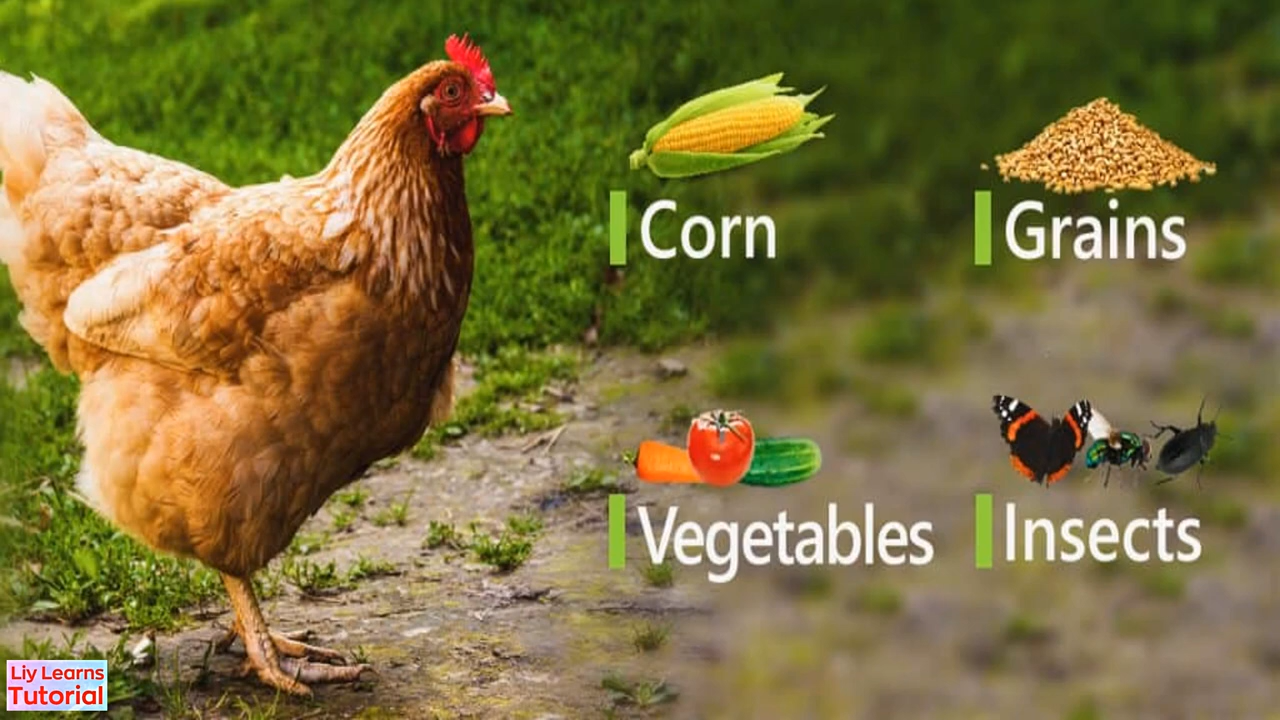 Corn
Grains
Vegetables
Insects
Liy Learns
Tutorial